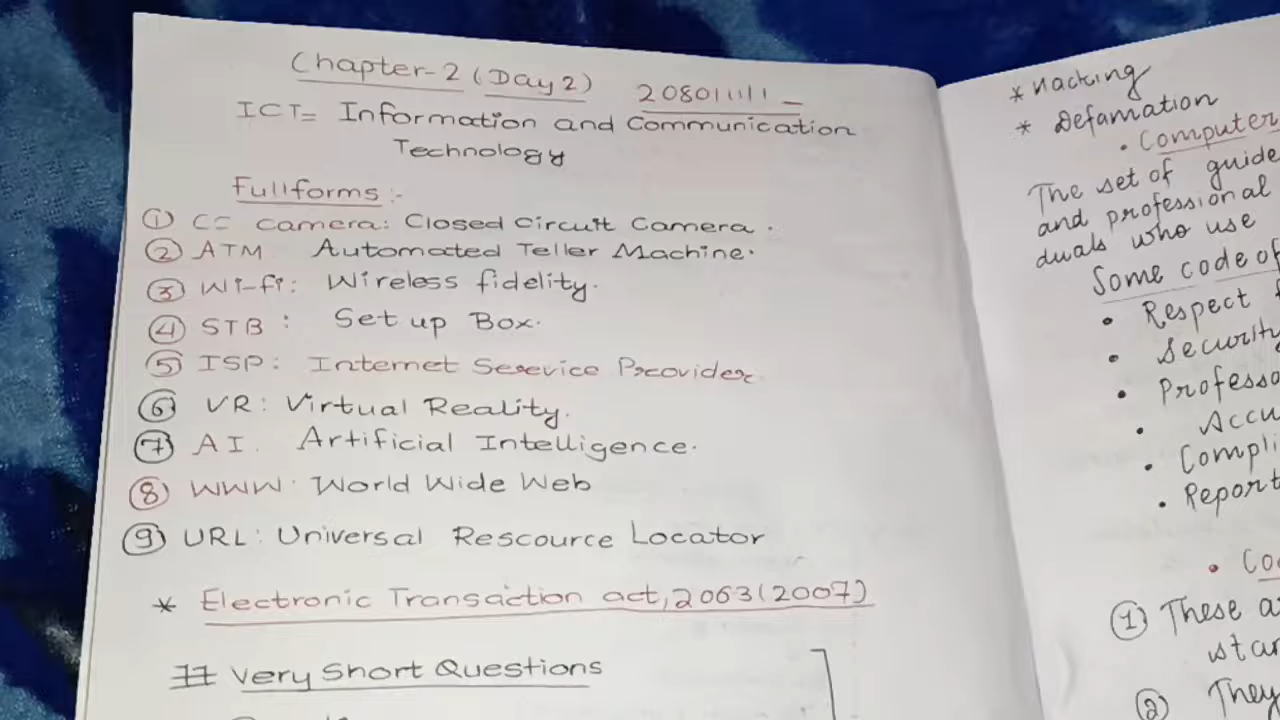 Chapter-2 (Day 2) 208011111 -
ICT= Information and Communication
Technology
Fullforms :-
① CC camera: Closed Circuit Camera .
② ATM Automated Teller Machine.
③ Wi-fi: Wireless fidelity.
④ STB : Set up Box.
⑤ ISP: Internet Service Provider
⑥ VR: Virtual Reality.
⑦ AI. Artificial Intelligence.
⑧ WWW: World Wide Web
⑨ URL: Universal Rescource Locator
* Electronic Transaction act, 2063 (2007)
Very Short Questions
* Hacking
* Defamation
• Computer
The set of guide
and professional
duals who use
Some code of
• Respect
• Security
• Professo
• Accu
• Compli
• Report
• Co
① These a
star
② They